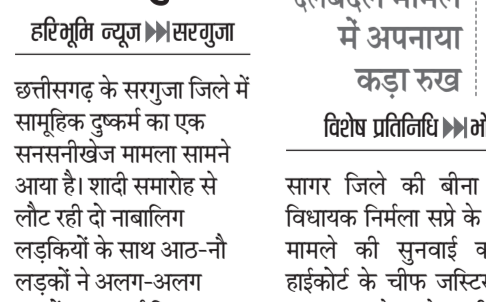 हरिभूमि न्यूज ▶▶| सरगुजा
छत्तीसगढ़ के सरगुजा जिले में
सामूहिक दुष्कर्म का एक
सनसनीखेज मामला सामने
आया है। शादी समारोह से
लौट रही दो नाबालिग
लड़कियों के साथ आठ-नौ
लड़कों ने अलग-अलग
में अपनाया
कड़ा रुख
विशेष प्रतिनिधि ▶▶|
सागर जिले की बीना
विधायक निर्मला सप्रे के
मामले की सुनवाई
हाईकोर्ट के चीफ